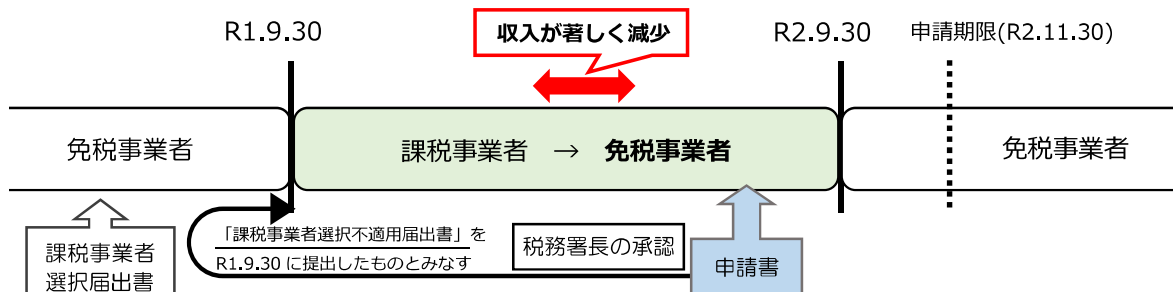 R1.9.30
収入が著しく減少
R2.9.30
申請期限(R2.11.30)
免税事業者
課税事業者 → 免税事業者
免税事業者
課税事業者
選択届出書
「課税事業者選択不適用届出書」を
R1.9.30 に提出したものとみなす
税務署長の承認
申請書